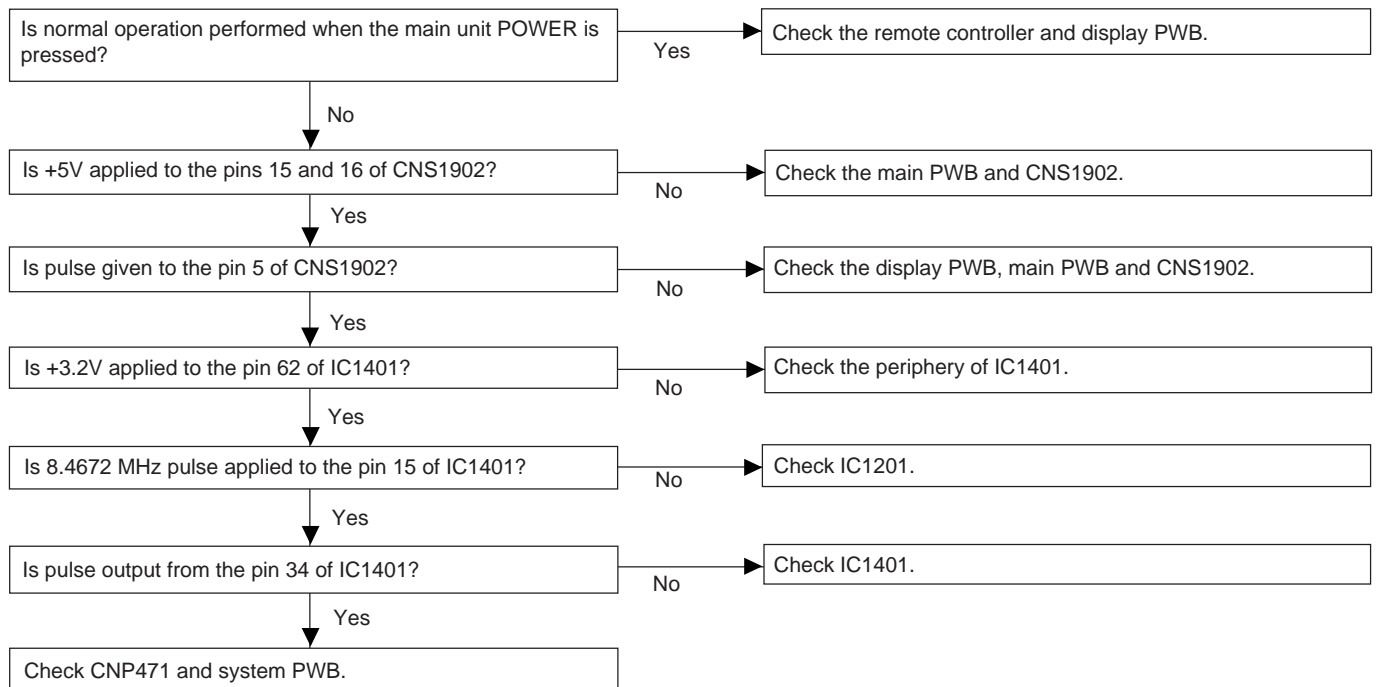 Is normal operation performed when the main unit POWER is
pressed?
Yes
Check the remote controller and display PWB.
No
Is +5V applied to the pins 15 and 16 of CNS1902?
No
Check the main PWB and CNS1902.
Yes
Is pulse given to the pin 5 of CNS1902?
No
Check the display PWB, main PWB and CNS1902.
Yes
Is +3.2V applied to the pin 62 of IC1401?
No
Check the periphery of IC1401.
Yes
Is 8.4672 MHz pulse applied to the pin 15 of IC1401?
No
Check IC1201.
Yes
Is pulse output from the pin 34 of IC1401?
No
Check IC1401.
Yes
Check CNP471 and system PWB.